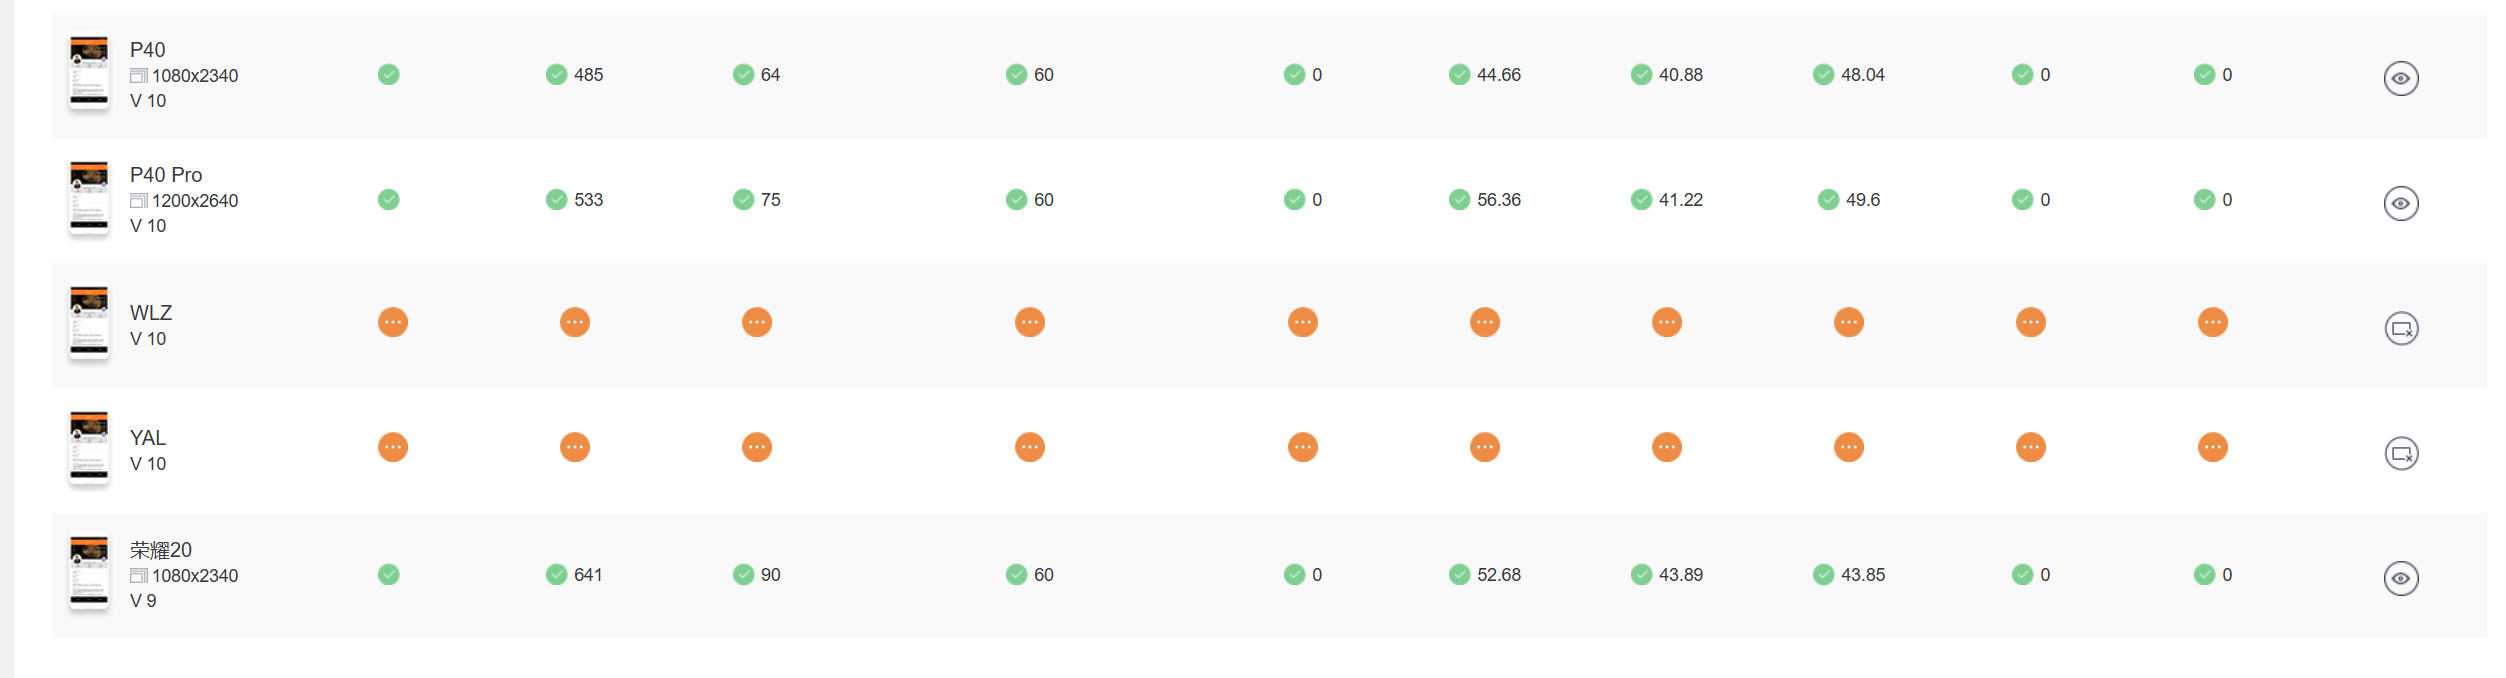 P40
1080x2340
V 10
485 64 60 0 44.66 40.88 48.04 0 0
P40 Pro
1200x2640
V 10
533 75 60 0 56.36 41.22 49.6 0 0
WLZ
V 10
YAL
V 10
荣耀20
1080x2340
V 9
641 90 60 0 52.68 43.89 43.85 0 0